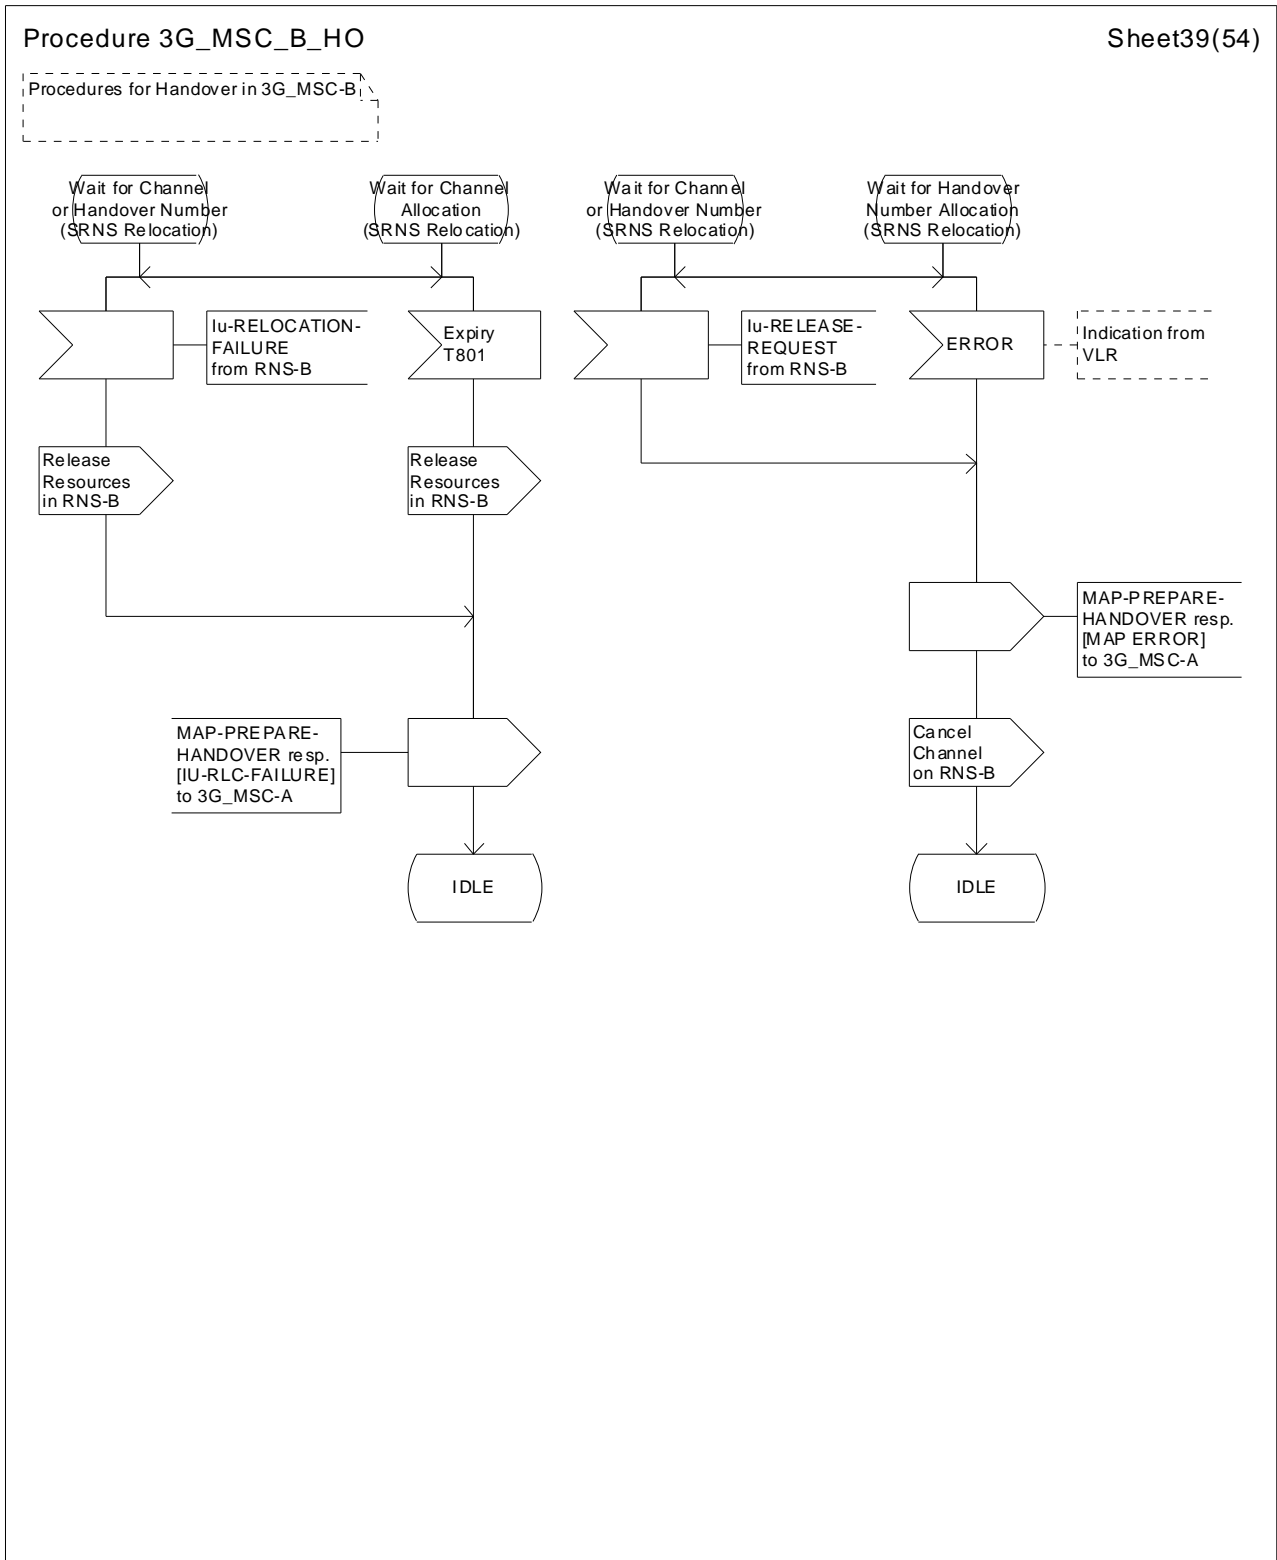 Procedure 3G_MSC_B_HO
Sheet39(54)
Procedures for Handover in 3G_MSC-B
Wait for Channel
or Handover Number
(SRNS Relocation)
Wait for Channel
Allocation
(SRNS Relocation)
Wait for Channel
or Handover Number
(SRNS Relocation)
Wait for Handover
Number Allocation
(SRNS Relocation)
Iu-RELOCATION-
FAILURE
from RNS-B
Expiry
T801
Iu-RELEASE-
REQUEST
from RNS-B
ERROR
Indication from
VLR
Release
Resources
in RNS-B
Release
Resources
in RNS-B
MAP-PREPARE-
HANDOVER resp.
[MAP ERROR]
to 3G_MSC-A
MAP-PREPARE-
HANDOVER resp.
[IU-RLC-FAILURE]
to 3G_MSC-A
Cancel
Channel
on RNS-B
IDLE
IDLE